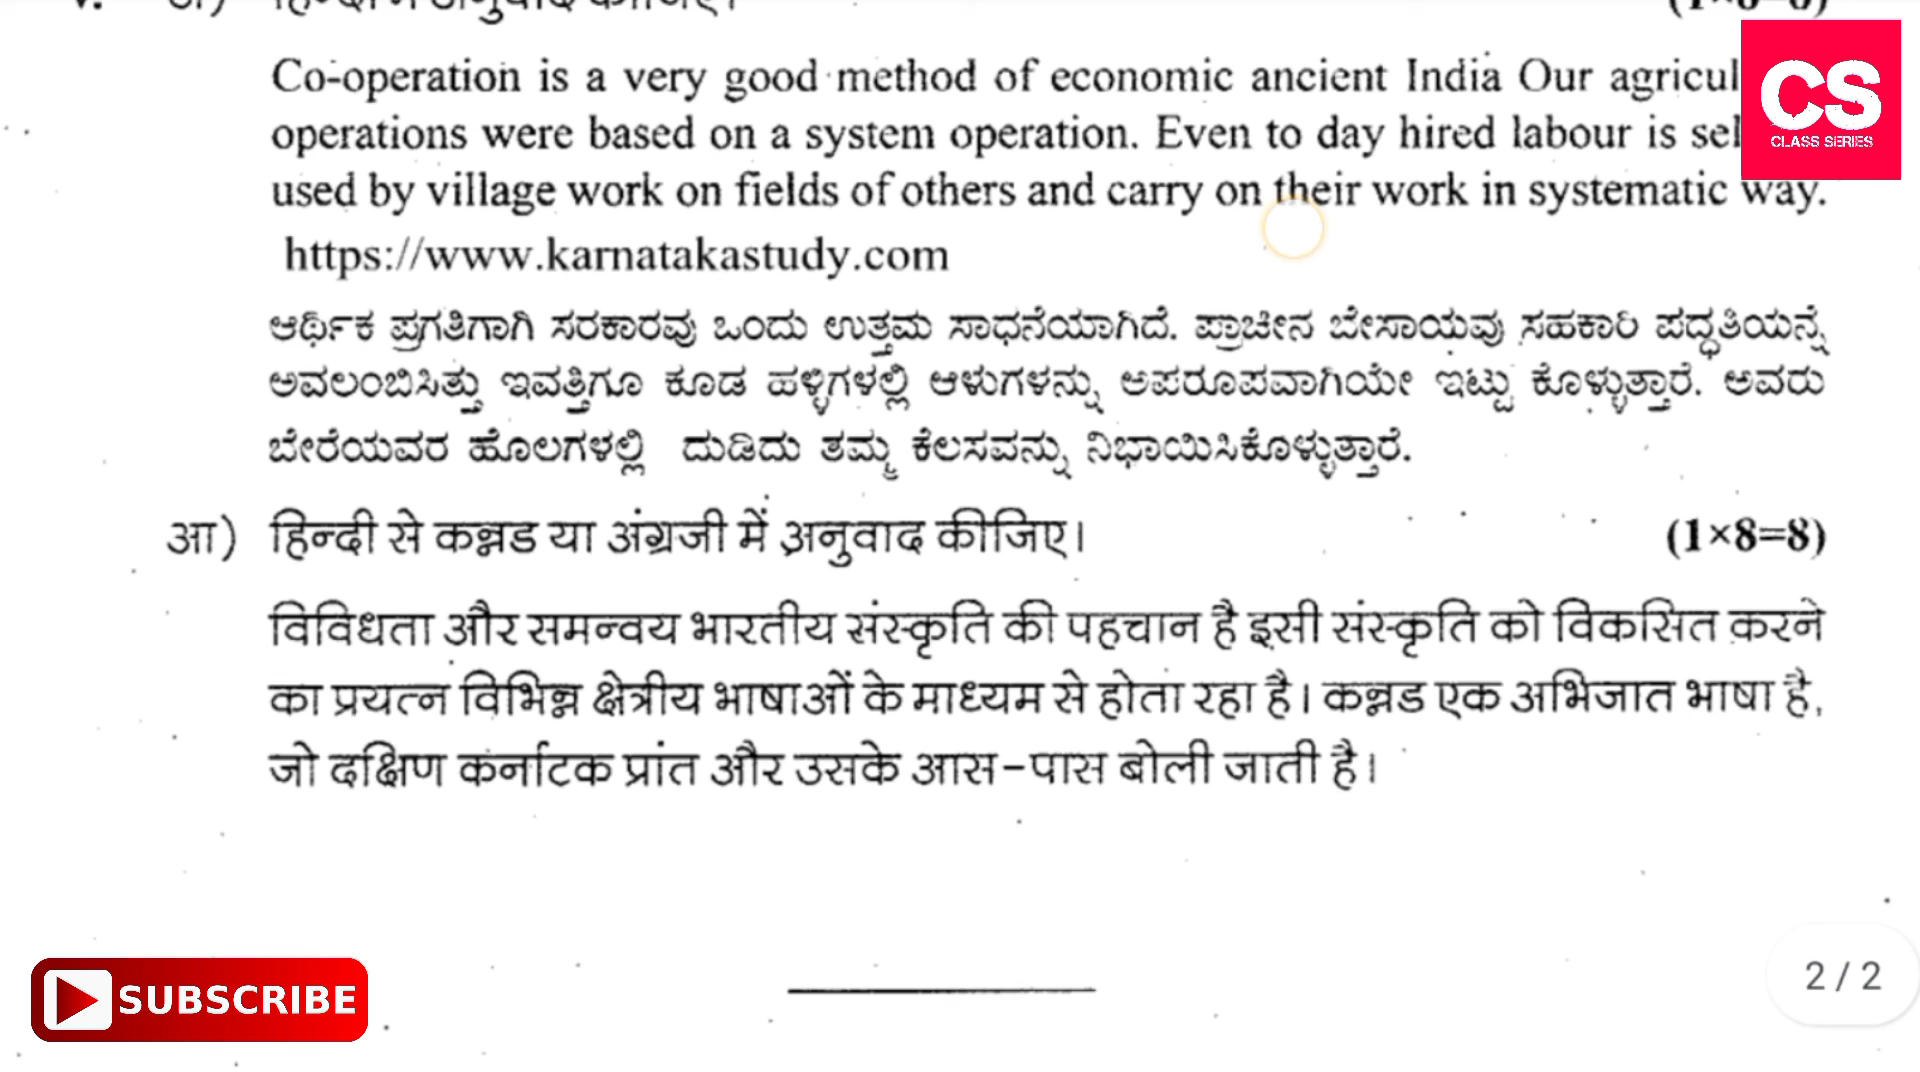 अ) हिन्दी में अनुवाद कीजिए।
Co-operation is a very good method of economic ancient India Our agricul
operations were based on a system operation. Even to day hired labour is sel
used by village work on fields of others and carry on their work in systematic way.
https://www.karnatakastudy.com
ಆರ್ಥಿಕ ಪ್ರಗತಿಗಾಗಿ ಸರಕಾರವು ಒಂದು ಉತ್ತಮ ಸಾಧನೆಯಾಗಿದೆ. ಪ್ರಾಚೀನ ಬೇಸಾಯವು ಸಹಕಾರಿ ಪದ್ಧತಿಯನ್ನೆ
ಅವಲಂಬಿಸಿತ್ತು ಇವತ್ತಿಗೂ ಕೂಡ ಹಳ್ಳಿಗಳಲ್ಲಿ ಆಳುಗಳನ್ನು ಅಪರೂಪವಾಗಿಯೇ ಇಟ್ಟು ಕೊಳ್ಳುತ್ತಾರೆ. ಅವರು
ಬೇರೆಯವರ ಹೊಲಗಳಲ್ಲಿ ದುಡಿದು ತಮ್ಮ ಕೆಲಸವನ್ನು ನಿಭಾಯಿಸಿಕೊಳ್ಳುತ್ತಾರೆ.
आ) हिन्दी से कन्नड या अंग्रजी में अनुवाद कीजिए। (1×8=8)
विविधता और समन्वय भारतीय संस्कृति की पहचान है इसी संस्कृति को विकसित करने
का प्रयत्न विभिन्न क्षेत्रीय भाषाओं के माध्यम से होता रहा है। कन्नड एक अभिजात भाषा है,
जो दक्षिण कर्नाटक प्रांत और उसके आस-पास बोली जाती है।
CS
CLASS SERIES
SUBSCRIBE
2 / 2